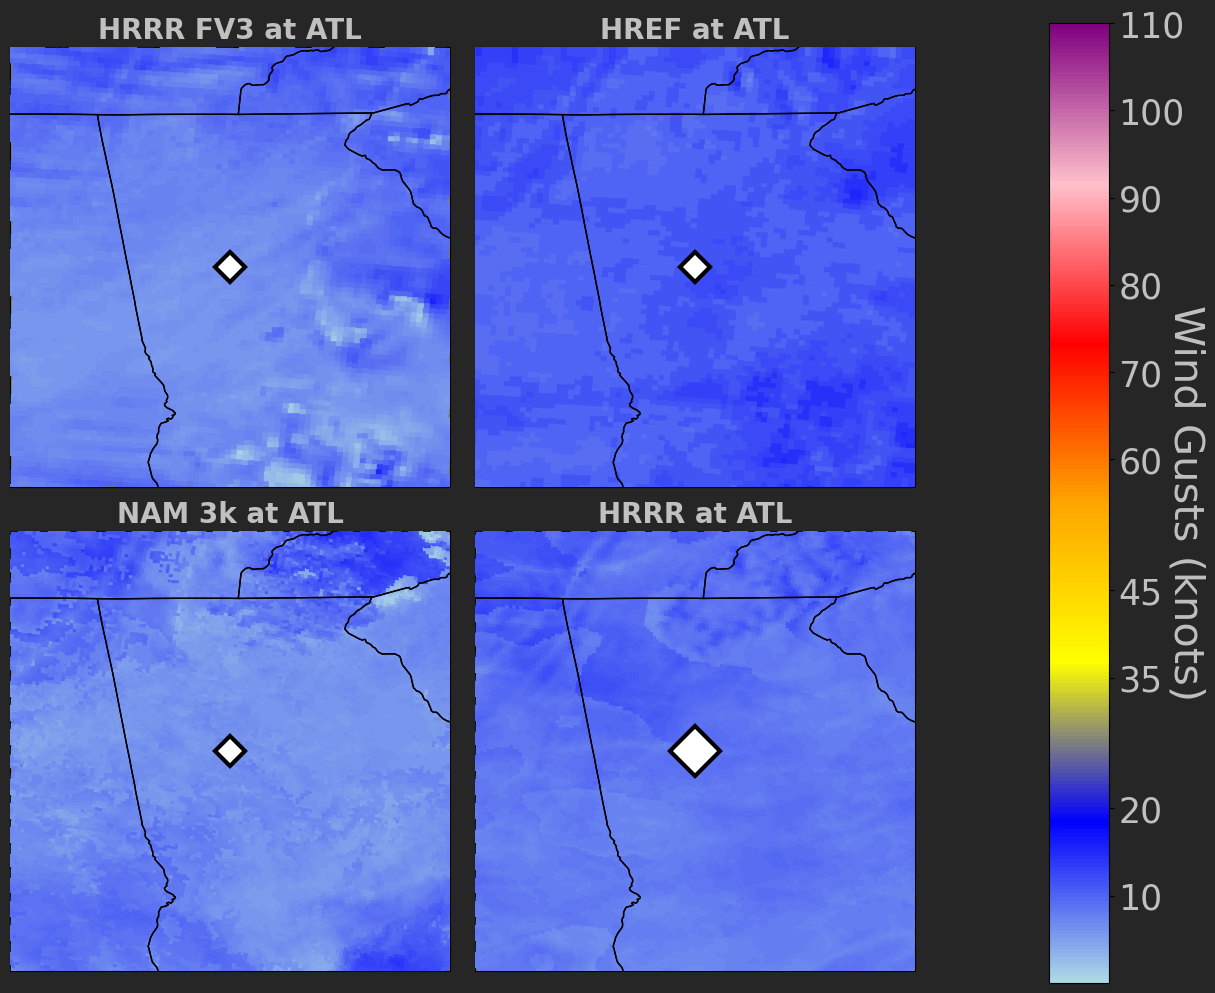 HRRR FV3 at ATL
HREF at ATL
NAM 3k at ATL
HRRR at ATL
110
100
90
80
70
60
45
35
20
10
Wind Gusts (knots)